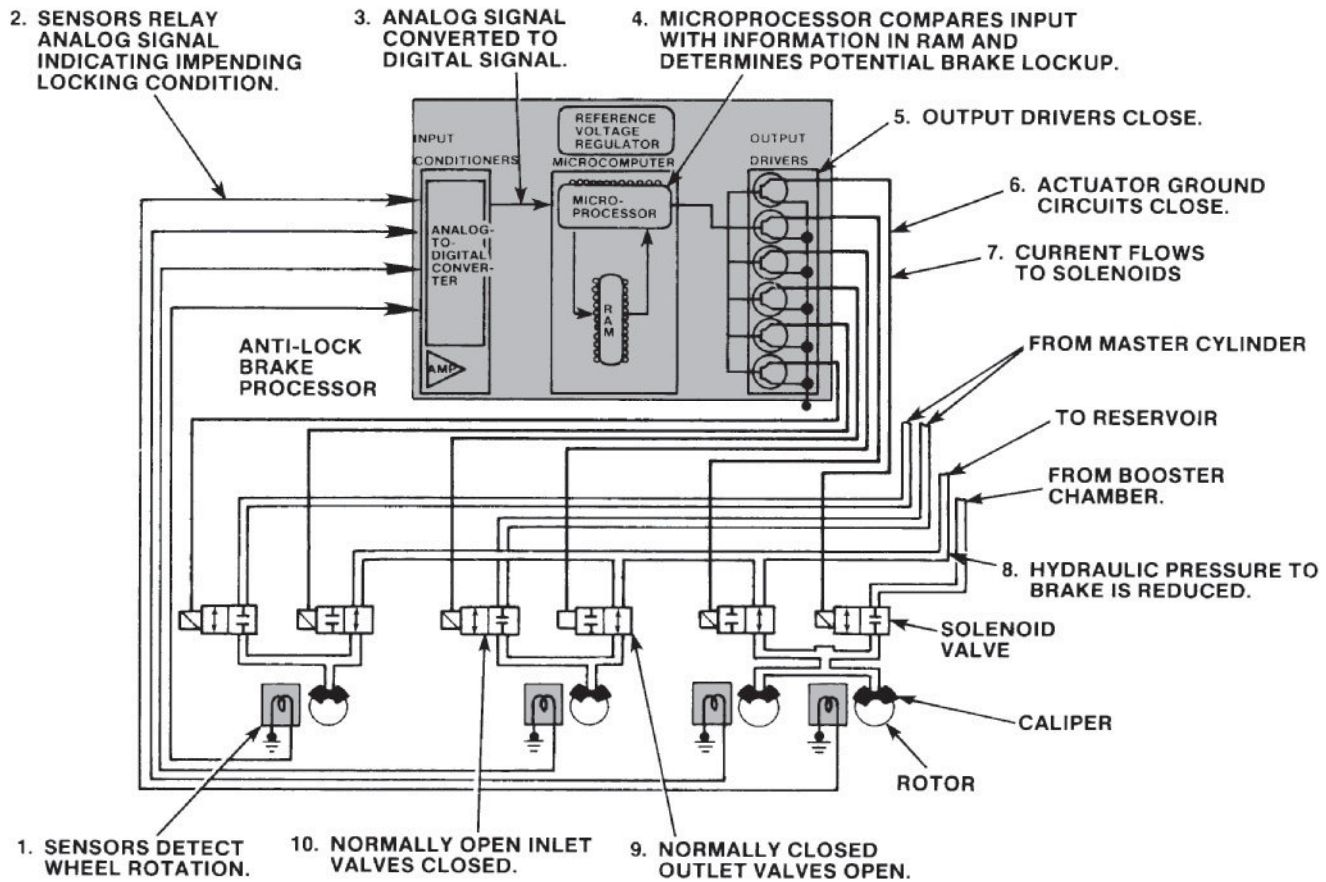 2. SENSORS RELAY
ANALOG SIGNAL
INDICATING IMPENDING
LOCKING CONDITION.
3. ANALOG SIGNAL
CONVERTED TO
DIGITAL SIGNAL.
4. MICROPROCESSOR COMPARES INPUT
WITH INFORMATION IN RAM AND
DETERMINES POTENTIAL BRAKE LOCKUP.
REFERENCE
VOLTAGE
REGULATOR
INPUT
CONDITIONERS
MICROCOMPUTER
OUTPUT
DRIVERS
5. OUTPUT DRIVERS CLOSE.
MICRO-
PROCESSOR
ANALOG-
TO-
DIGITAL
CONVER-
TER
RAM
AMP
6. ACTUATOR GROUND
CIRCUITS CLOSE.
7. CURRENT FLOWS
TO SOLENOIDS
ANTI-LOCK
BRAKE
PROCESSOR
FROM MASTER CYLINDER
TO RESERVOIR
FROM BOOSTER
CHAMBER.
8. HYDRAULIC PRESSURE TO
BRAKE IS REDUCED.
SOLENOID
VALVE
CALIPER
ROTOR
1. SENSORS DETECT
WHEEL ROTATION.
10. NORMALLY OPEN INLET
VALVES CLOSED.
9. NORMALLY CLOSED
OUTLET VALVES OPEN.